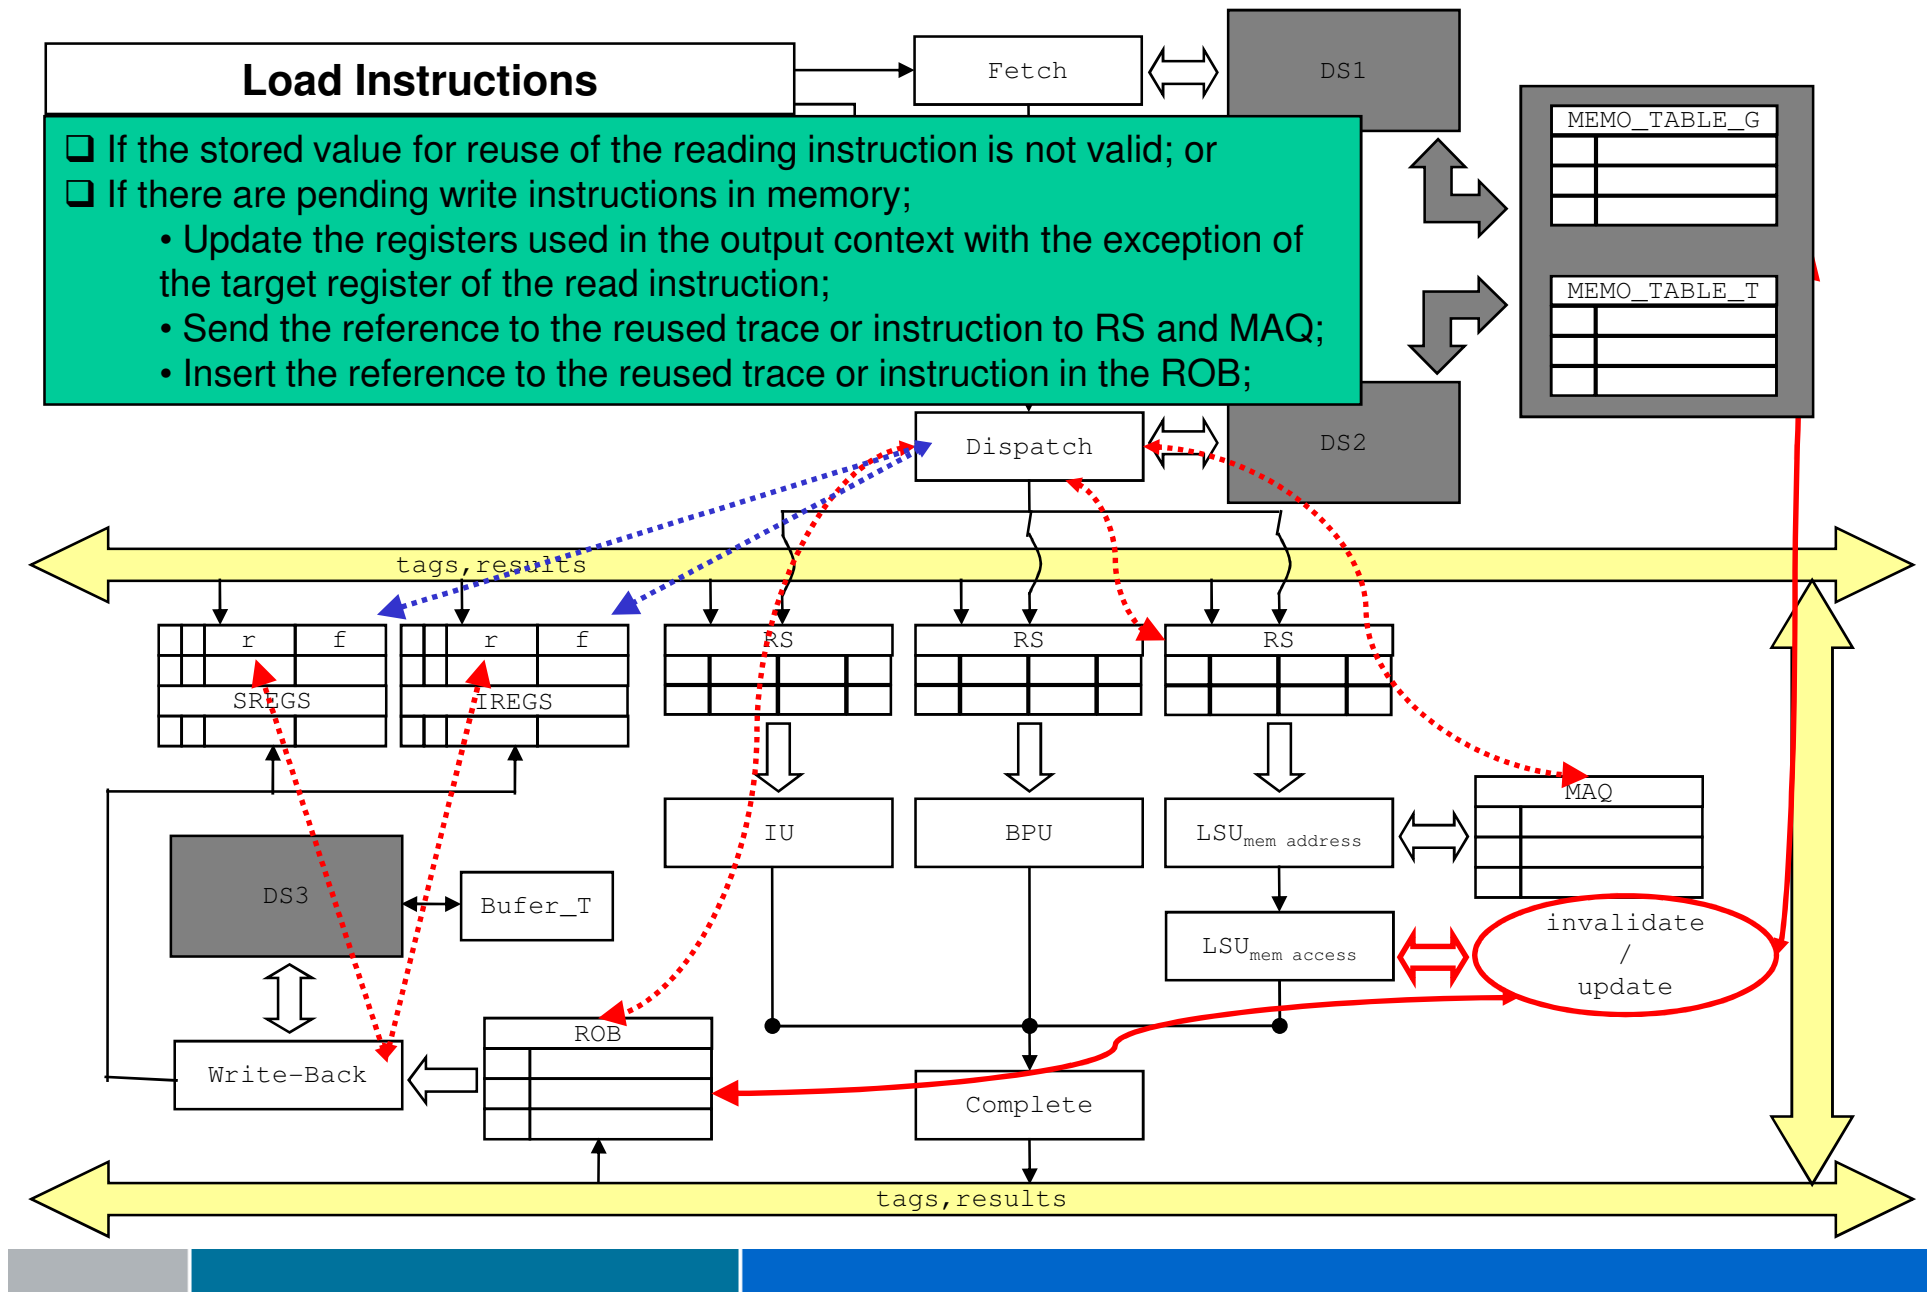 Load Instructions
Fetch
DS1
MEMO_TABLE_G
❑ If the stored value for reuse of the reading instruction is not valid; or
❑ If there are pending write instructions in memory;
• Update the registers used in the output context with the exception of
the target register of the read instruction;
• Send the reference to the reused trace or instruction to RS and MAQ;
• Insert the reference to the reused trace or instruction in the ROB;
MEMO_TABLE_T
Dispatch
DS2
tags,results
r f
r f
RS
RS
RS
SREGS
IREGS
MAQ
IU
BPU
LSU mem address
DS3
Bufer_T
LSU mem access
invalidate
/
update
ROB
Write-Back
Complete
tags,results